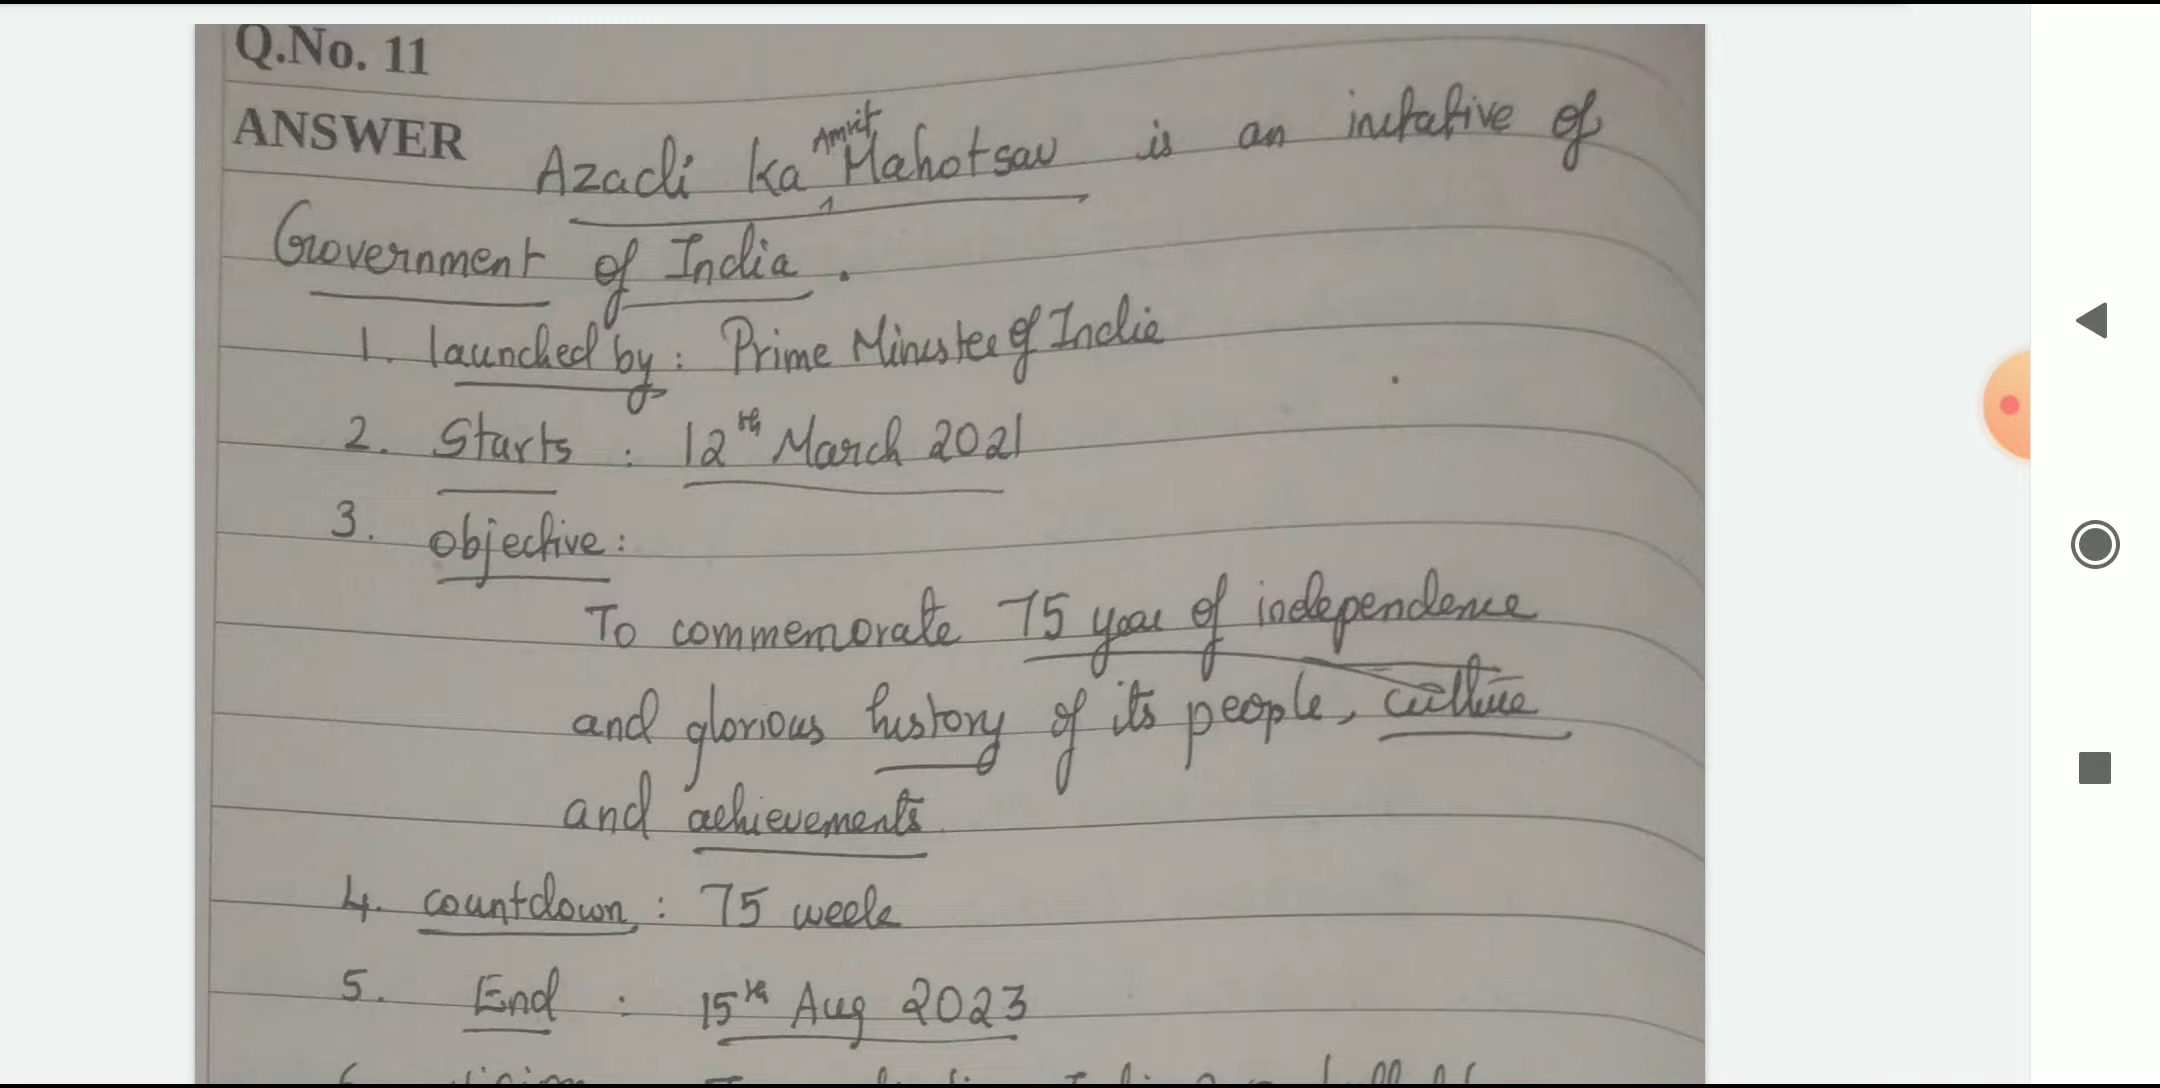 Q.No. 11
ANSWER Azadi ka Amrit Mahotsav is an initative of
Government of India.
1. launched by: Prime Minister of India
2. Starts : 12th March 2021
3. objective:
To commemorate 75 year of independence
and glorious history of its people, culture
and achievements
4. countdown : 75 week
5. End : 15th Aug 2023